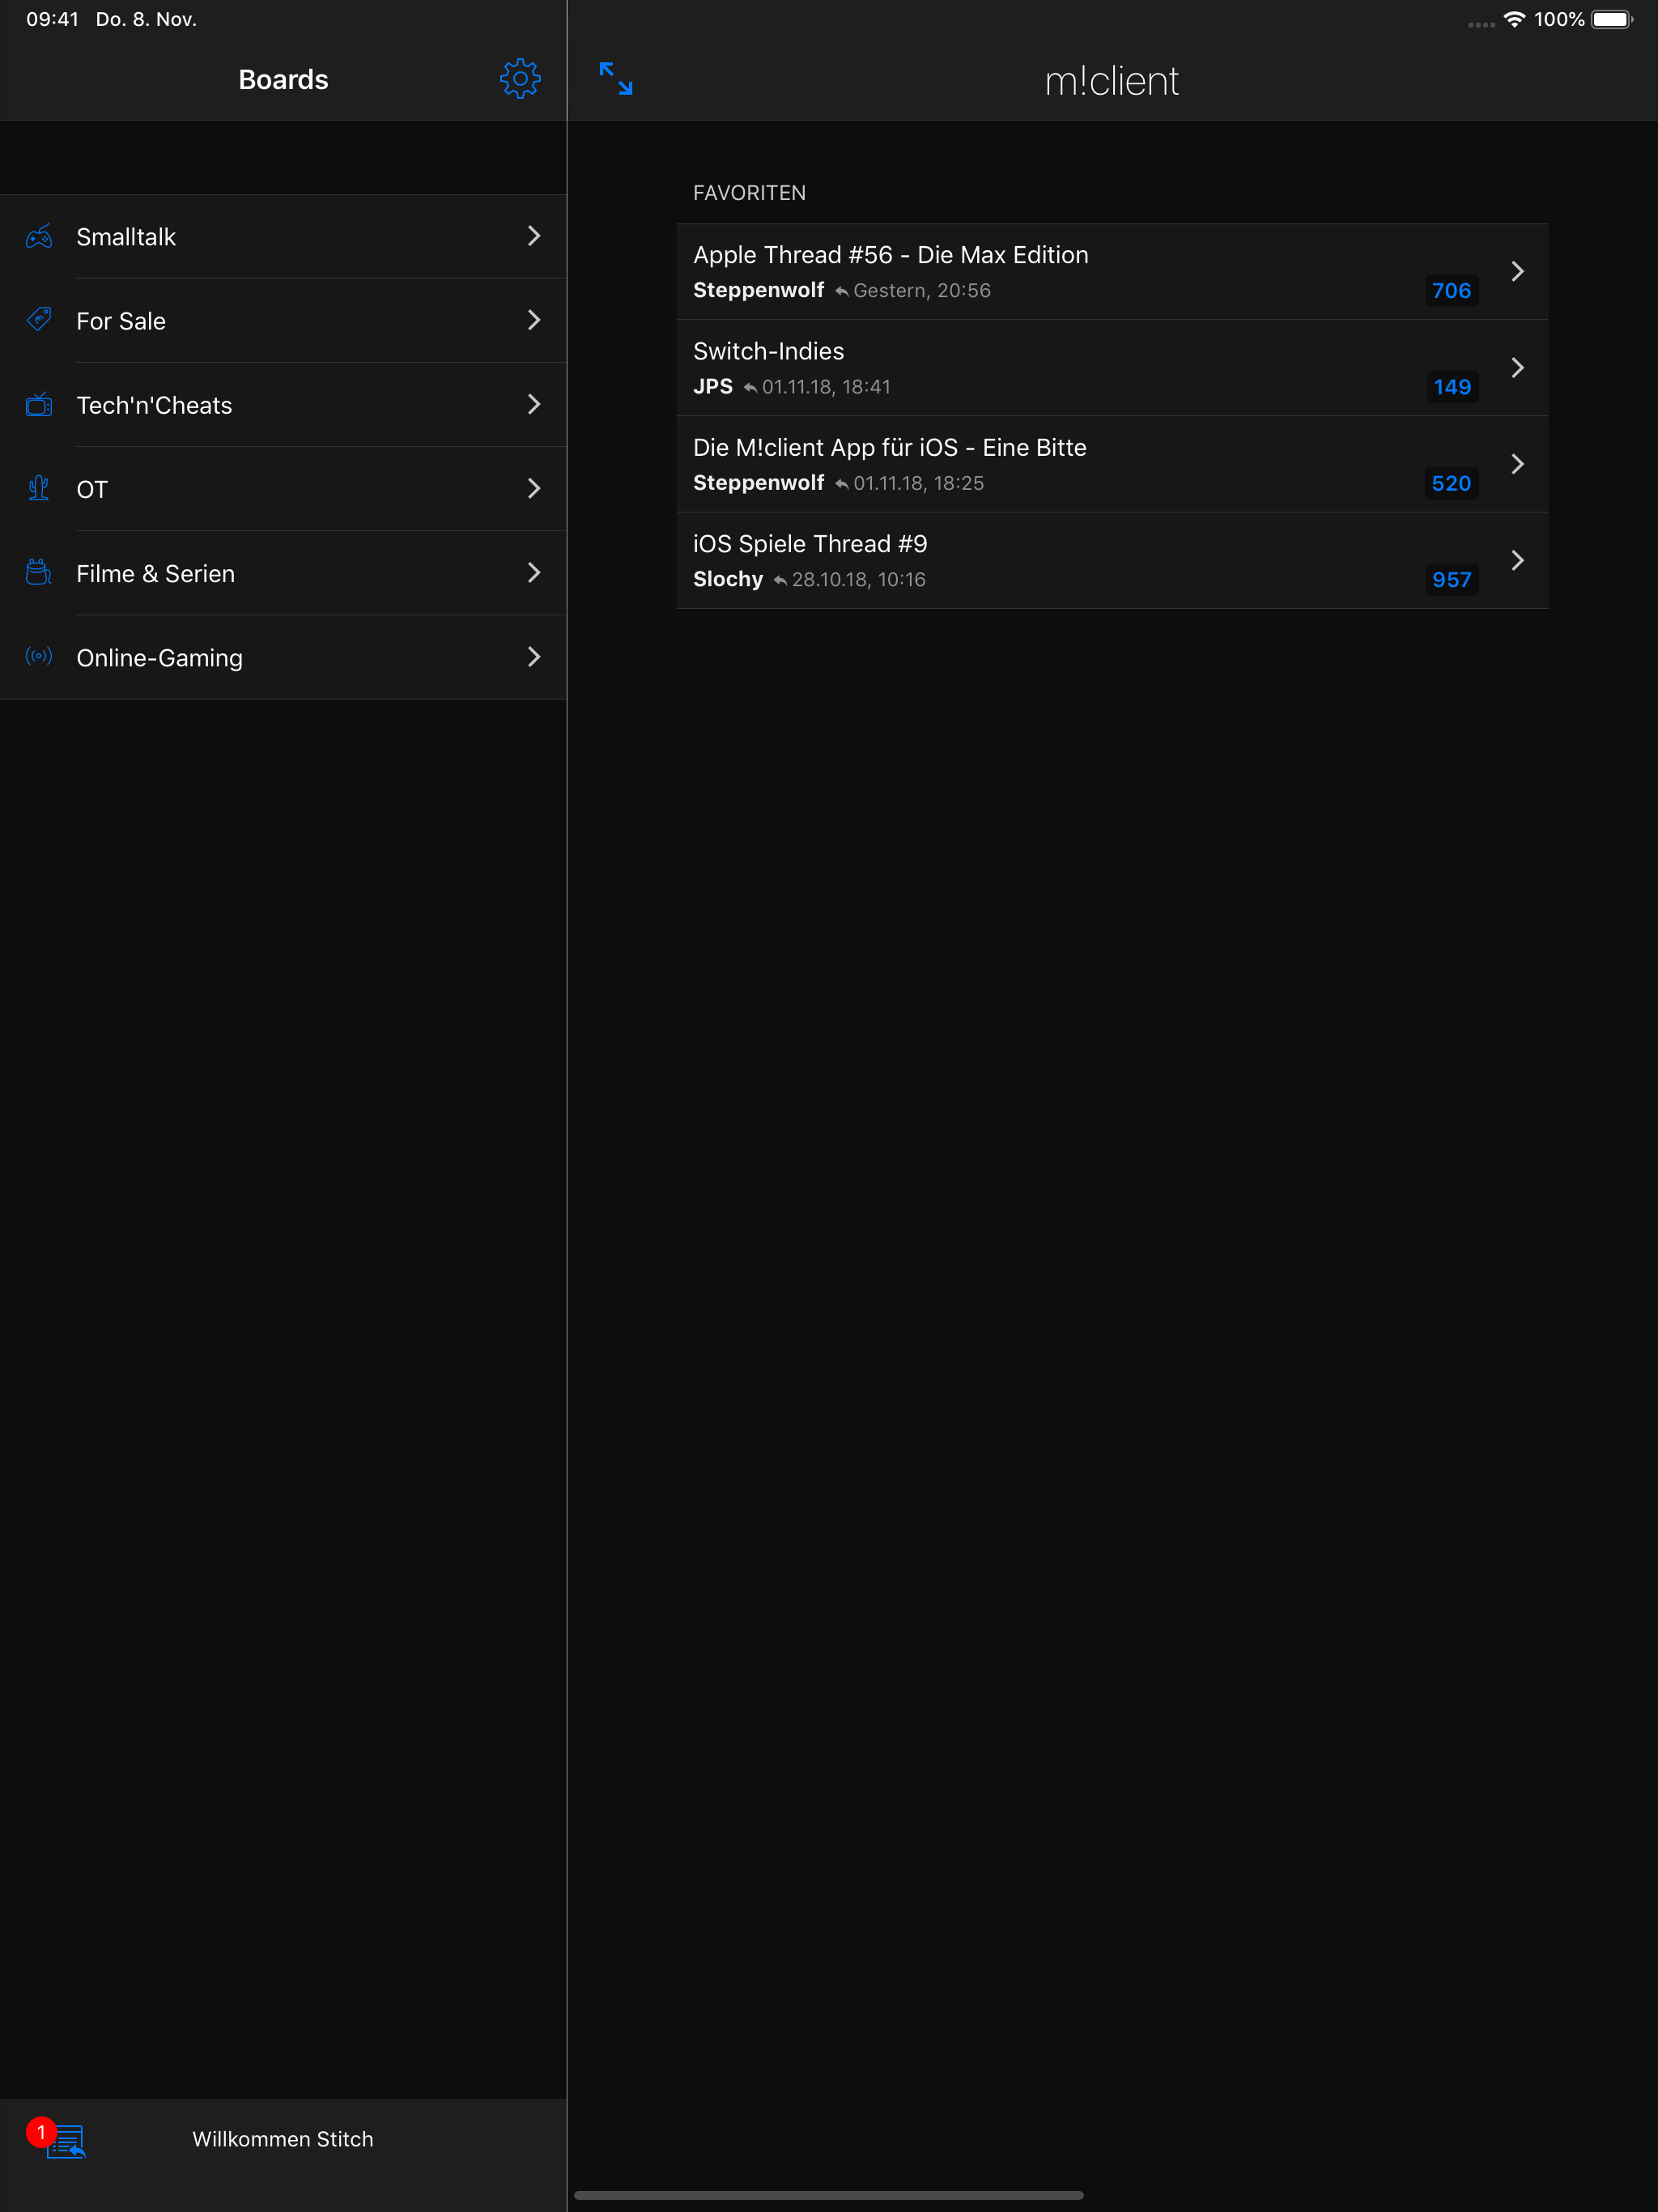 09:41 Do. 8. Nov.
100%
Boards
m!client
Smalltalk
For Sale
Tech'n'Cheats
OT
Filme & Serien
Online-Gaming
1
Willkommen Stitch
FAVORITEN
Apple Thread #56 - Die Max Edition
Steppenwolf Gestern, 20:56
706
Switch-Indies
JPS 01.11.18, 18:41
149
Die M!client App für iOS - Eine Bitte
Steppenwolf 01.11.18, 18:25
520
iOS Spiele Thread #9
Slochy 28.10.18, 10:16
957